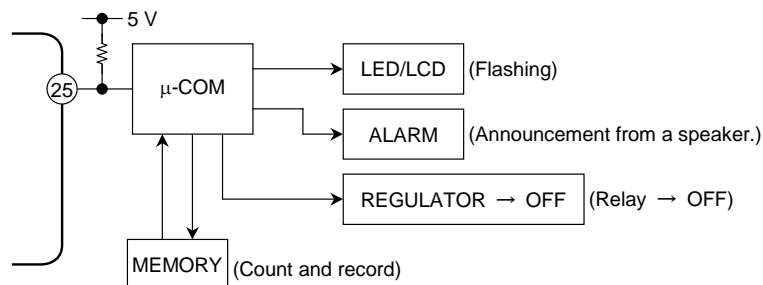 5 V
25
μ-COM
LED/LCD (Flashing)
ALARM (Announcement from a speaker.)
REGULATOR → OFF (Relay → OFF)
MEMORY (Count and record)